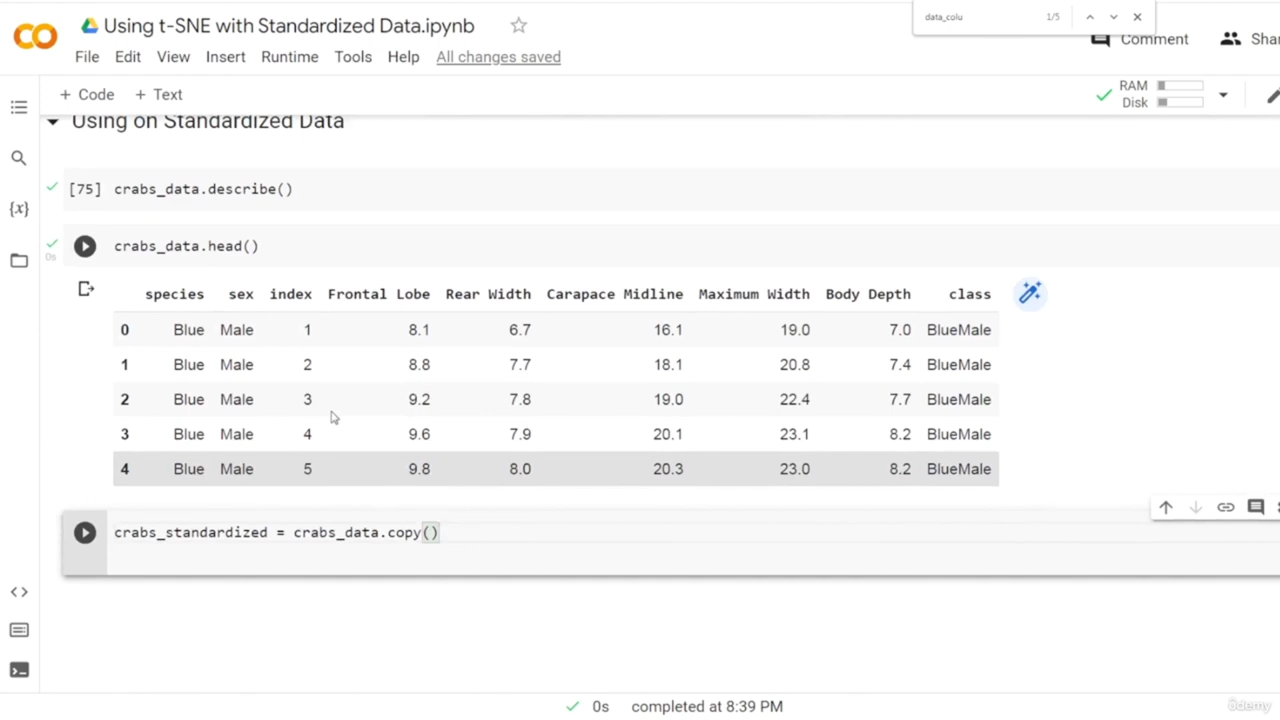 Using t-SNE with Standardized Data.ipynb
data_colu 1/5
File Edit View Insert Runtime Tools Help All changes saved
Comment
+ Code + Text
RAM
Disk
Using on Standardized Data
[75] crabs_data.describe()
{x}
0s
crabs_data.head()
species sex index Frontal Lobe Rear Width Carapace Midline Maximum Width Body Depth class
0 Blue Male 1 8.1 6.7 16.1 19.0 7.0 BlueMale
1 Blue Male 2 8.8 7.7 18.1 20.8 7.4 BlueMale
2 Blue Male 3 9.2 7.8 19.0 22.4 7.7 BlueMale
3 Blue Male 4 9.6 7.9 20.1 23.1 8.2 BlueMale
4 Blue Male 5 9.8 8.0 20.3 23.0 8.2 BlueMale
crabs_standardized = crabs_data.copy()
0s completed at 8:39 PM
ûdemy